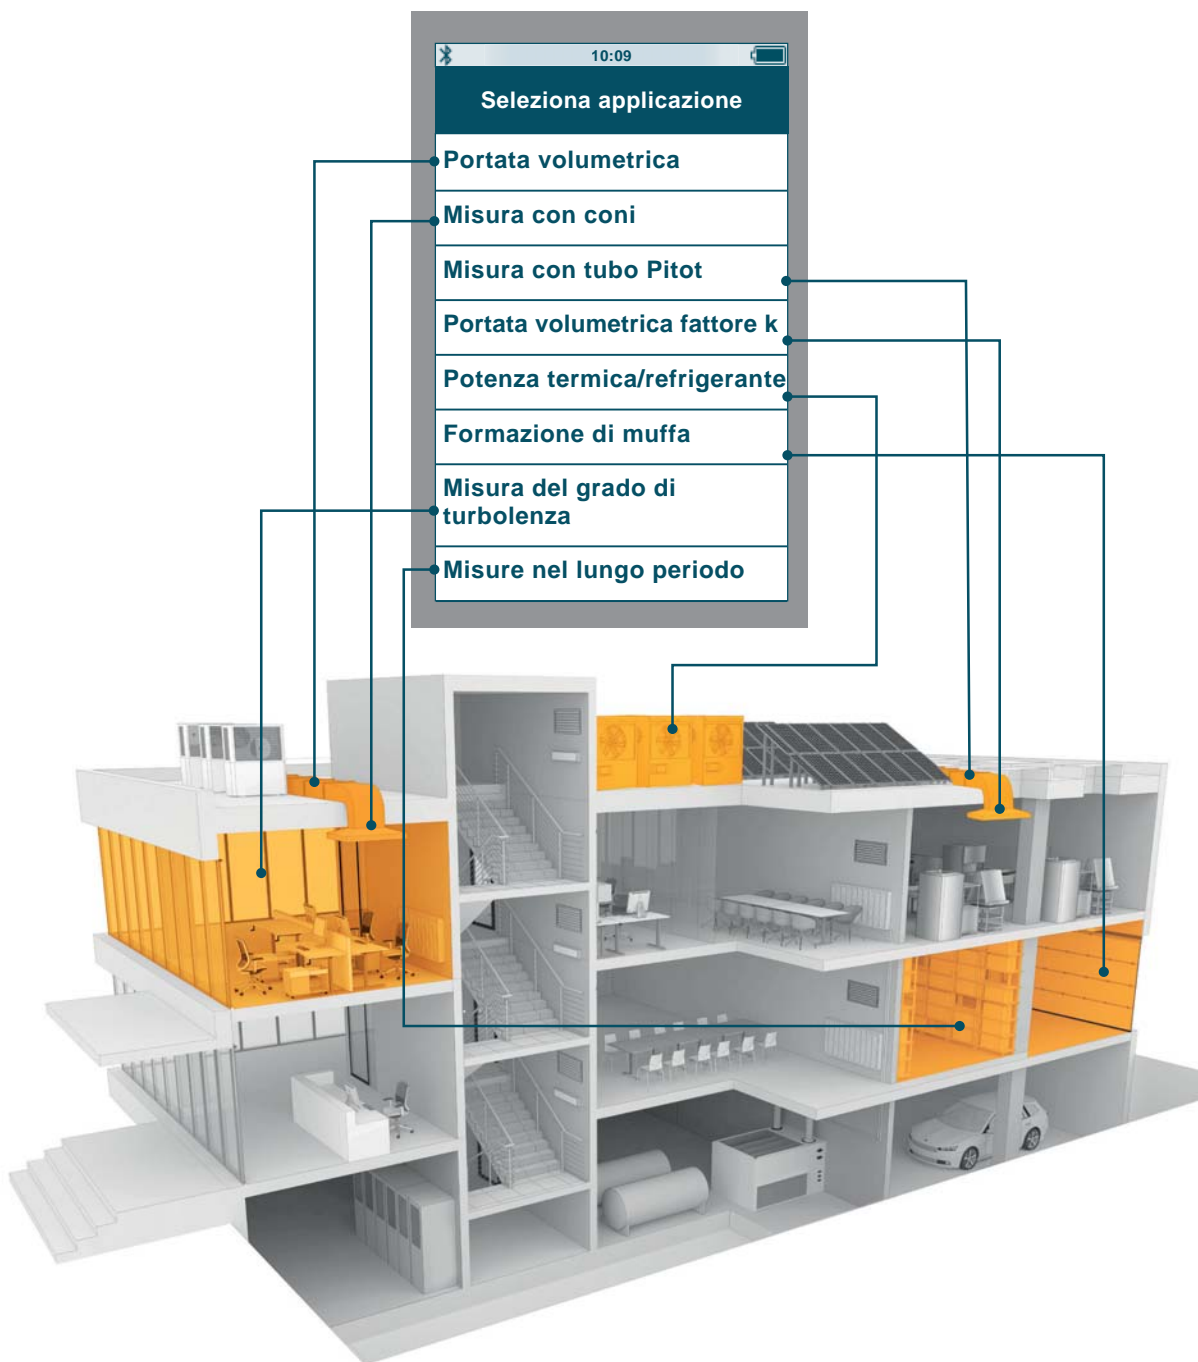 10:09
Seleziona applicazione
Portata volumetrica
Misura con coni
Misura con tubo Pitot
Portata volumetrica fattore k
Potenza termica/refrigerante
Formazione di muffa
Misura del grado di
turbolenza
Misure nel lungo periodo